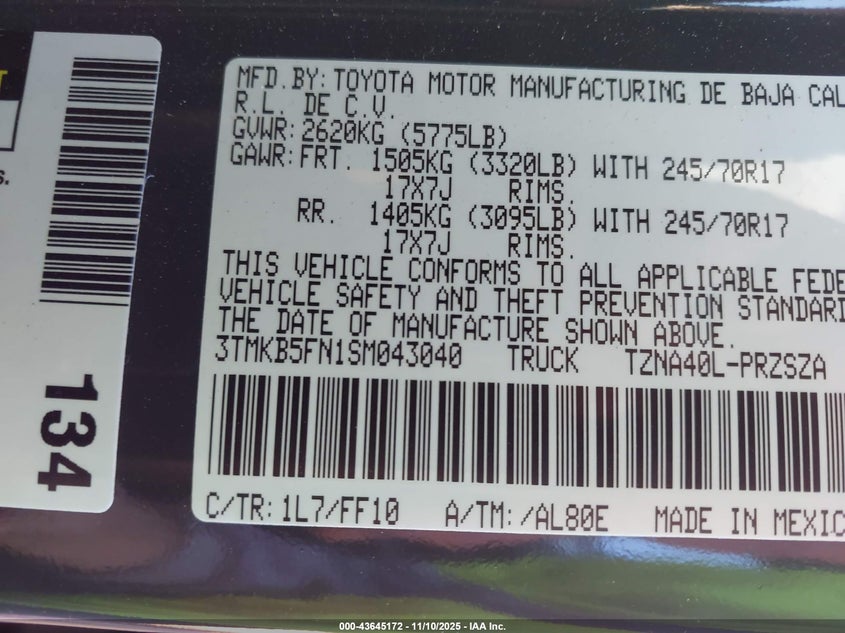 MFD.BY: TOYOTA MOTOR MANUFACTURING DE BAJA CAL
R.L. DE C.V.
GVWR: 2620KG (5775LB)
GAWR: FRT. 1505KG (3320LB) WITH 245/70R17
17X7J RIMS.
RR. 1405KG (3095LB) WITH 245/70R17
17X7J RIMS.
THIS VEHICLE CONFORMS TO ALL APPLICABLE FEDE
VEHICLE SAFETY AND THEFT PREVENTION STANDARD
THE DATE OF MANUFACTURE SHOWN ABOVE.
3TMKB5FN1SM043040 TRUCK TZNA40L-PRZSZA
C/TR: 1L7/FF10 A/TM: /AL80E MADE IN MEXIC
134
000-43645172 - 11/10/2025 - IAA Inc.